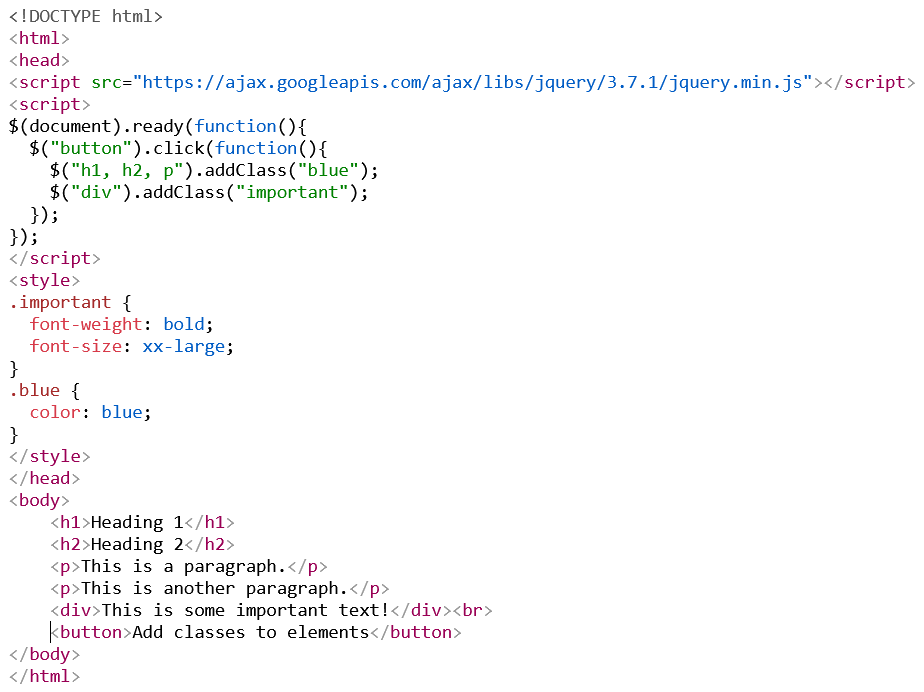 <!DOCTYPE html>
<html>
<head>
<script src="https://ajax.googleapis.com/ajax/libs/jquery/3.7.1/jquery.min.js"></script>
<script>
$(document).ready(function(){
  $("button").click(function(){
    $("h1, h2, p").addClass("blue");
    $("div").addClass("important");
  });
});
</script>
<style>
.important {
  font-weight: bold;
  font-size: xx-large;
}
.blue {
  color: blue;
}
</style>
</head>
<body>
    <h1>Heading 1</h1>
    <h2>Heading 2</h2>
    <p>This is a paragraph.</p>
    <p>This is another paragraph.</p>
    <div>This is some important text!</div><br>
    <button>Add classes to elements</button>
</body>
</html>